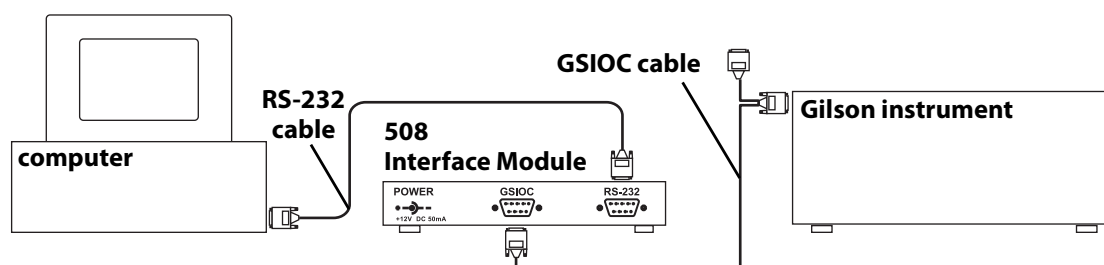 GSIOC cable
RS-232
cable
Gilson instrument
508
Interface Module
computer
POWER
GSIOC
RS-232
+12V DC 50mA